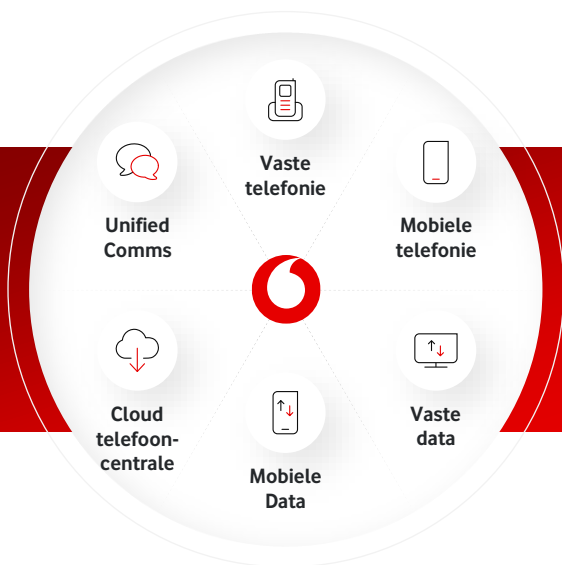 Vaste
telefonie
Unified
Comms
Mobiele
telefonie
Cloud
telefoon-
centrale
Vaste
data
Mobiele
Data